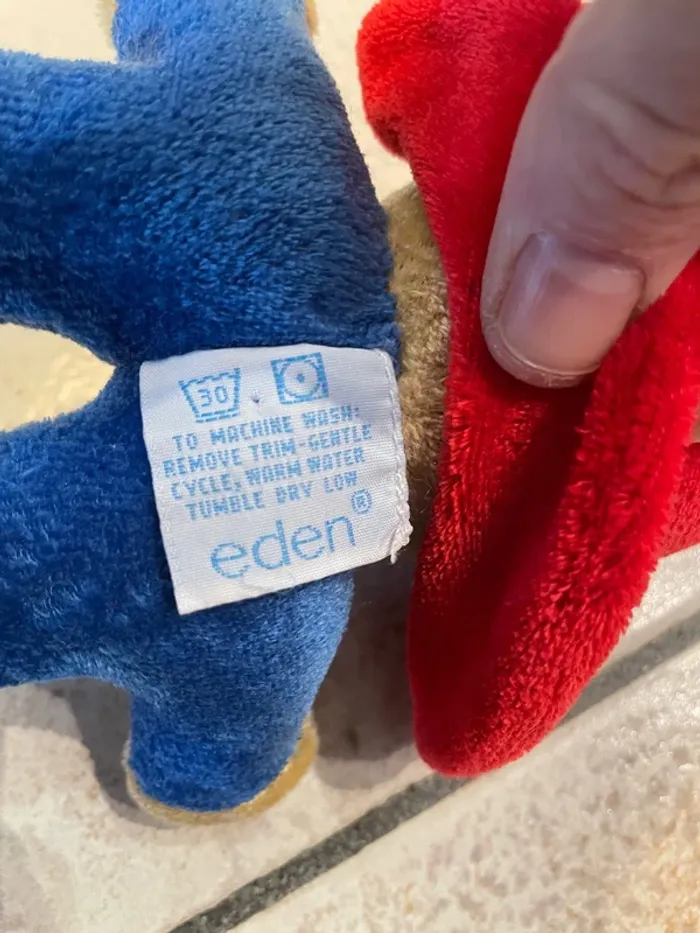 30
TO MACHINE WASH:
REMOVE TRIM-GENTLE
CYCLE, WARM WATER
TUMBLE DRY LOW
eden®